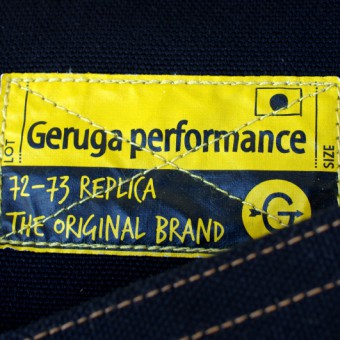 LOT
Geruga performance
SIZE
72-73 REPLICA
THE ORIGINAL BRAND
G